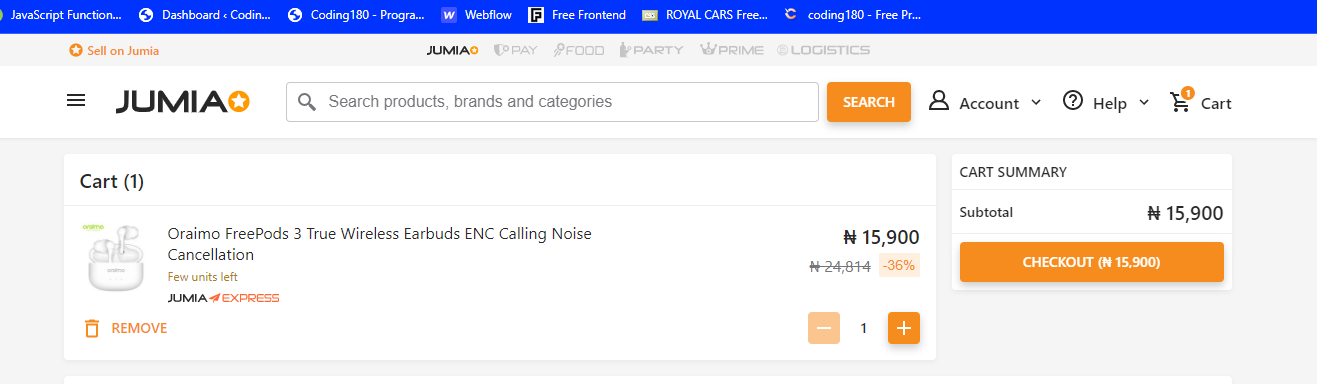 JavaScript Function... Dashboard ‹ Codin... Coding180 - Progra... Webflow Free Frontend ROYAL CARS Free... coding180 - Free Pr...
Sell on Jumia JUMIA PAY FOOD PARTY PRIME LOGISTICS
JUMIA Search products, brands and categories SEARCH Account Help 1 Cart
Cart (1)
CART SUMMARY
Subtotal ₦ 15,900
CHECKOUT (₦ 15,900)
oraimo
oraimo
Oraimo FreePods 3 True Wireless Earbuds ENC Calling Noise
Cancellation
Few units left
JUMIA EXPRESS
₦ 15,900
₦ 24,814 -36%
REMOVE
1